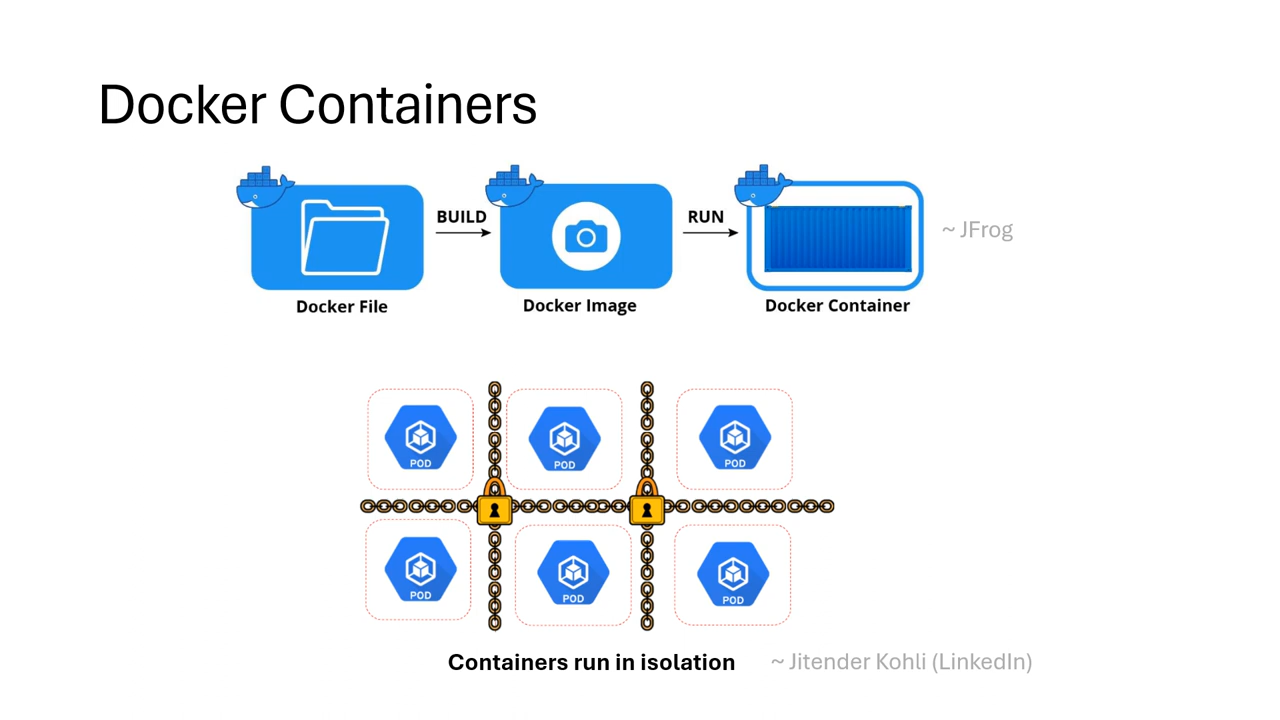 Docker Containers
BUILD
RUN
~ JFrog
Docker File
Docker Image
Docker Container
POD
POD
POD
POD
POD
POD
Containers run in isolation
~ Jitender Kohli (LinkedIn)